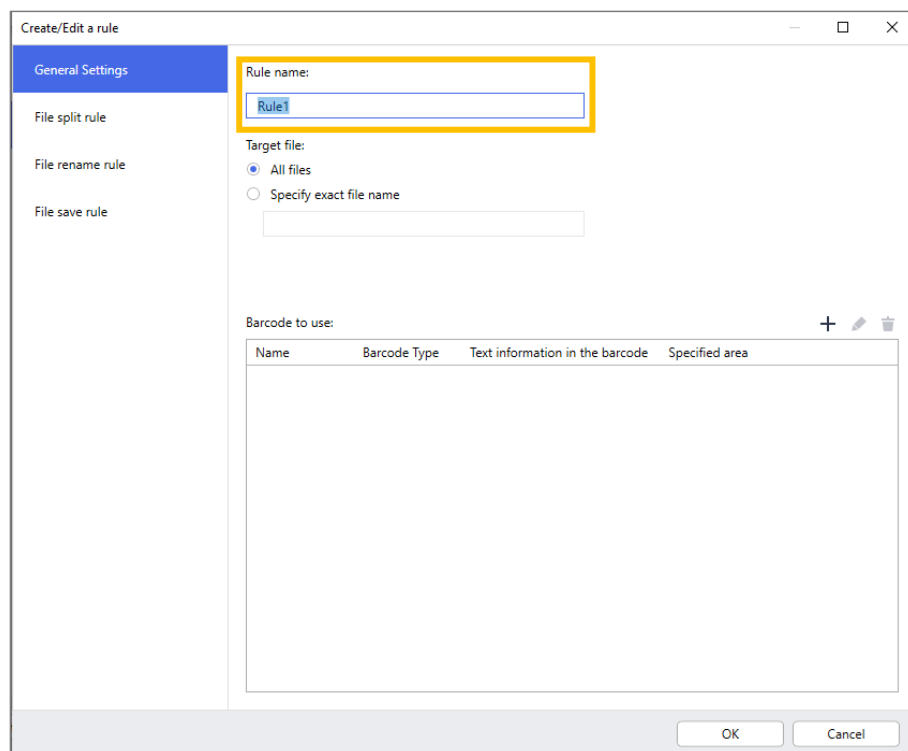 Create/Edit a rule
General Settings
File split rule
File rename rule
File save rule
Rule name:
Rule1
Target file:
All files
Specify exact file name
Barcode to use:
Name Barcode Type Text information in the barcode Specified area
OK Cancel